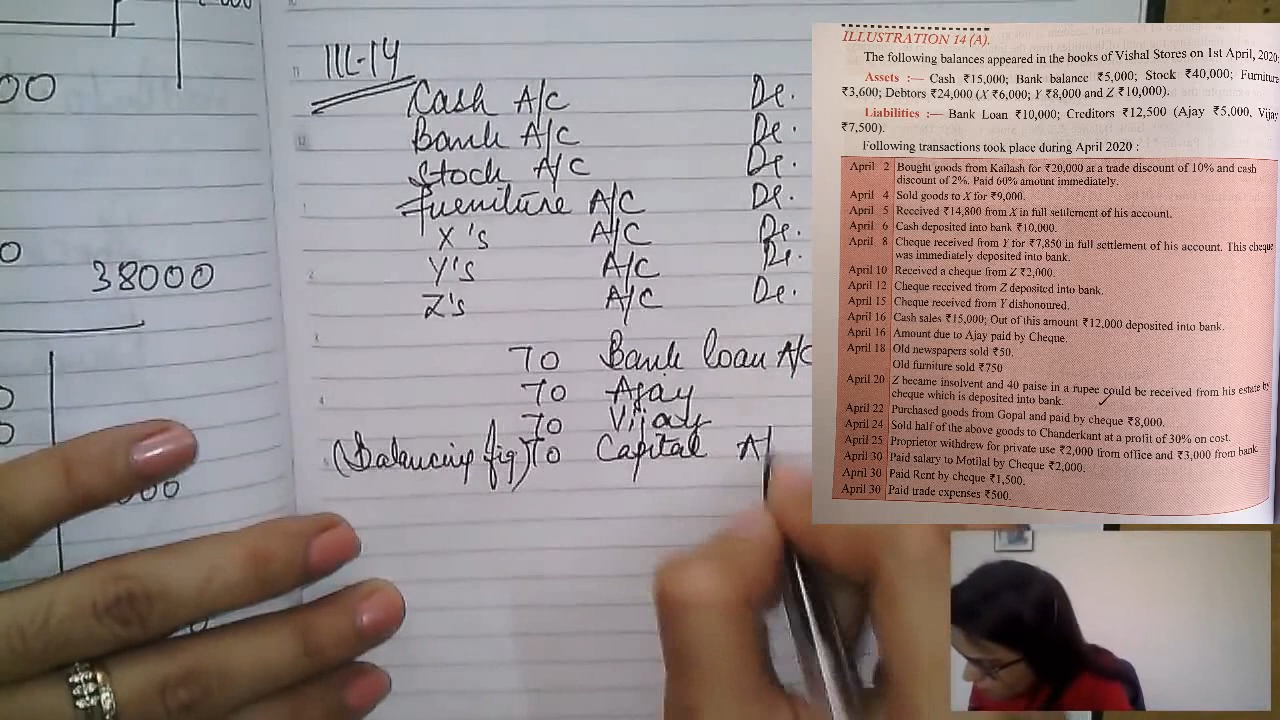 000
00
0
38000
0
0
000
ILL-14
Cash A/c De.
Bank A/c De.
Stock A/c De.
Furniture A/c De.
X's A/c De.
Y's A/c De.
Z's A/c De.
TO Bank loan A/c
TO Ajay
TO Vijay
(Balancing fig) TO Capital A/
ILLUSTRATION 14 (A).
The following balances appeared in the books of Vishal Stores on 1st April, 2020
Assets :— Cash ₹15,000; Bank balance ₹5,000; Stock ₹40,000; Furniture
₹3,600; Debtors ₹24,000 (X ₹6,000; Y ₹8,000 and Z ₹10,000).
Liabilities :— Bank Loan ₹10,000; Creditors ₹12,500 (Ajay ₹5,000, Vijay
₹7,500).
Following transactions took place during April 2020 :
April 2 Bought goods from Kailash for ₹20,000 at a trade discount of 10% and cash
discount of 2%. Paid 60% amount immediately.
April 4 Sold goods to X for ₹9,000.
April 5 Received ₹14,800 from X in full settlement of his account.
April 6 Cash deposited into bank ₹10,000.
April 8 Cheque received from Y for ₹7,850 in full settlement of his account. This cheque
was immediately deposited into bank.
April 10 Received a cheque from Z ₹2,000.
April 12 Cheque received from Z deposited into bank.
April 15 Cheque received from Y dishonoured.
April 16 Cash sales ₹15,000; Out of this amount ₹12,000 deposited into bank.
April 16 Amount due to Ajay paid by Cheque.
April 18 Old newspapers sold ₹50.
Old furniture sold ₹750
April 20 Z became insolvent and 40 paise in a rupee could be received from his estate by
cheque which is deposited into bank.
April 22 Purchased goods from Gopal and paid by cheque ₹8,000.
April 24 Sold half of the above goods to Chanderkant at a profit of 30% on cost.
April 25 Proprietor withdrew for private use ₹2,000 from office and ₹3,000 from bank
April 30 Paid salary to Motilal by Cheque ₹2,000.
April 30 Paid Rent by cheque ₹1,500.
April 30 Paid trade expenses ₹500.